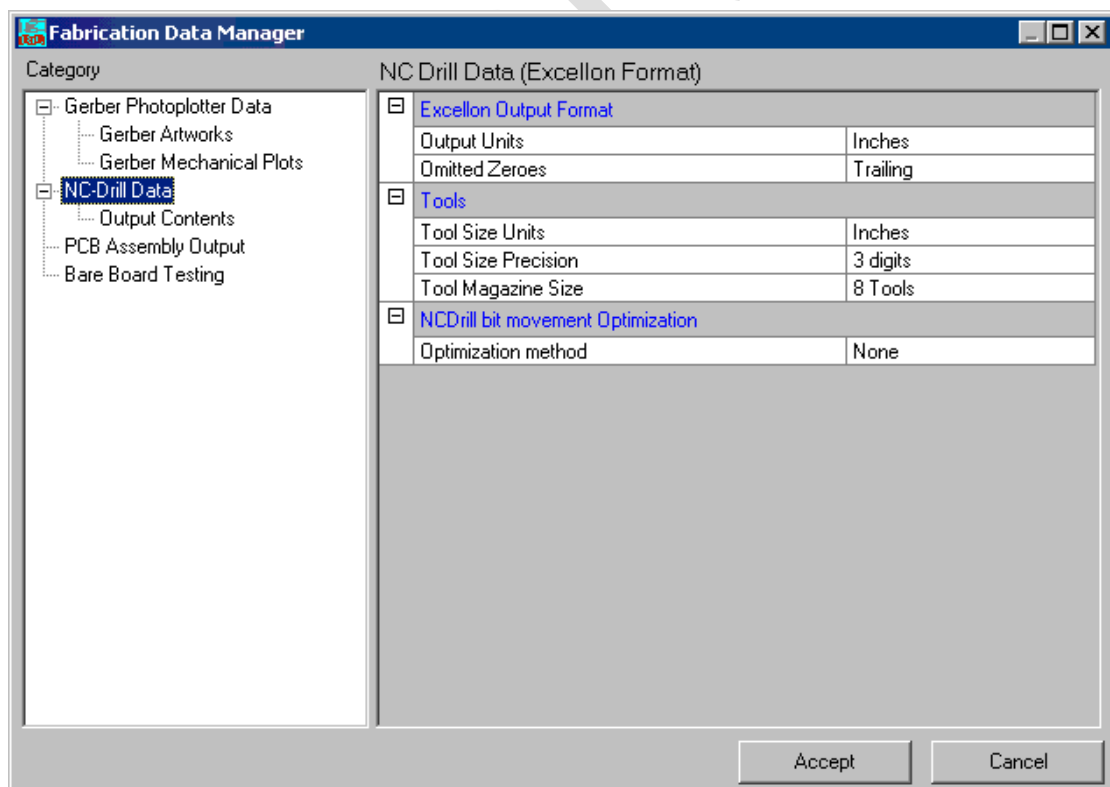 Fabrication Data Manager
Category
Gerber Photoplotter Data
Gerber Artworks
Gerber Mechanical Plots
NC-Drill Data
Output Contents
PCB Assembly Output
Bare Board Testing
NC Drill Data (Excellon Format)
Excellon Output Format
Output Units Inches
Omitted Zeroes Trailing
Tools
Tool Size Units Inches
Tool Size Precision 3 digits
Tool Magazine Size 8 Tools
NCDrill bit movement Optimization
Optimization method None
Accept Cancel